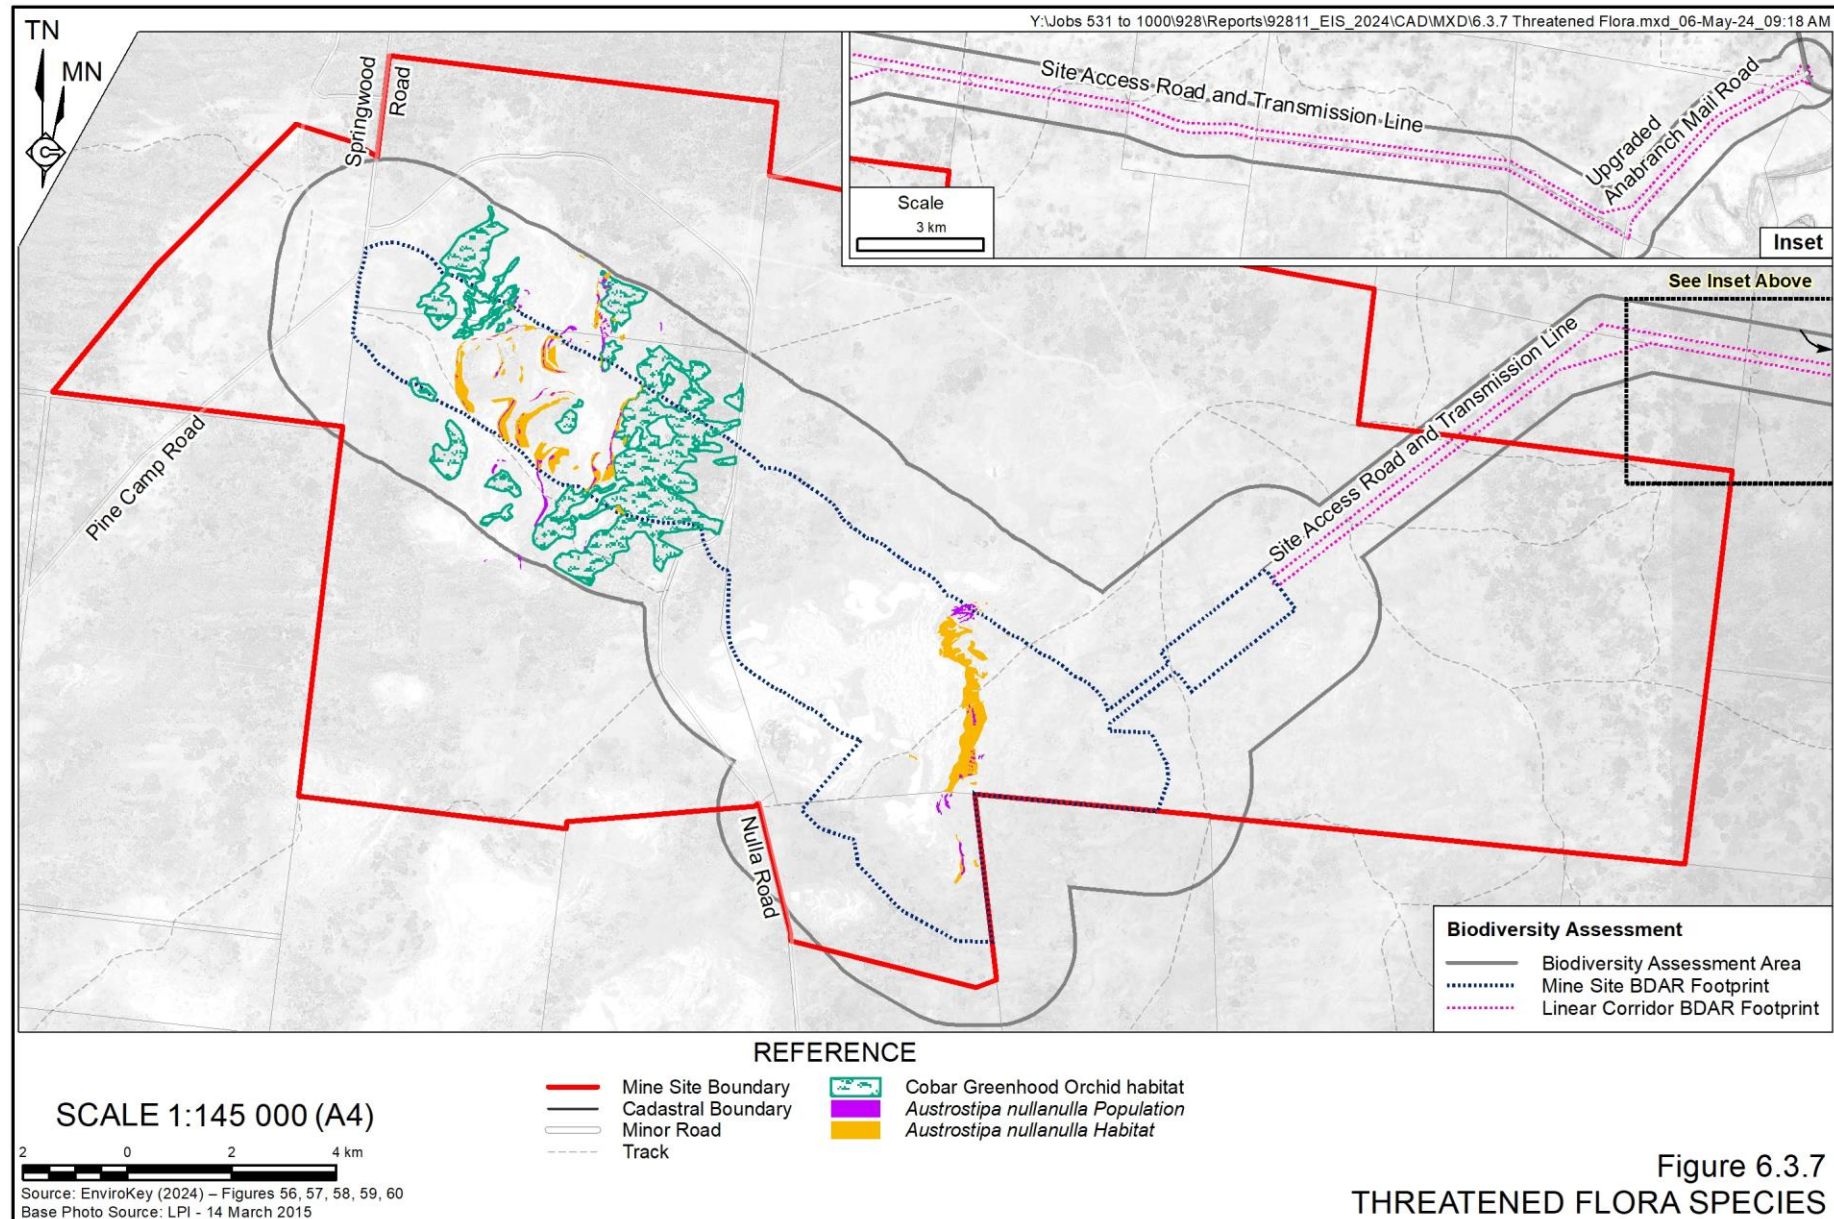 Y:\Jobs 531 to 1000\928\Reports\92811_EIS_2024\CAD\MXD\6.3.7 Threatened Flora.mxd_06-May-24_09:18 AM
TN
MN
Springwood
Road
Site Access Road and Transmission Line
Upgraded
Anabranch Mail Road
Scale
3 km
Inset
See Inset Above
Site Access Road and Transmission Line
Pine Camp Road
Nulla Road
Biodiversity Assessment
Biodiversity Assessment Area
Mine Site BDAR Footprint
Linear Corridor BDAR Footprint
REFERENCE
Mine Site Boundary
Cadastral Boundary
Minor Road
Track
Cobar Greenhood Orchid habitat
Austrostipa nullanulla Population
Austrostipa nullanulla Habitat
SCALE 1:145 000 (A4)
2 0 2 4 km
Source: EnviroKey (2024) – Figures 56, 57, 58, 59, 60
Base Photo Source: LPI - 14 March 2015
Figure 6.3.7
THREATENED FLORA SPECIES